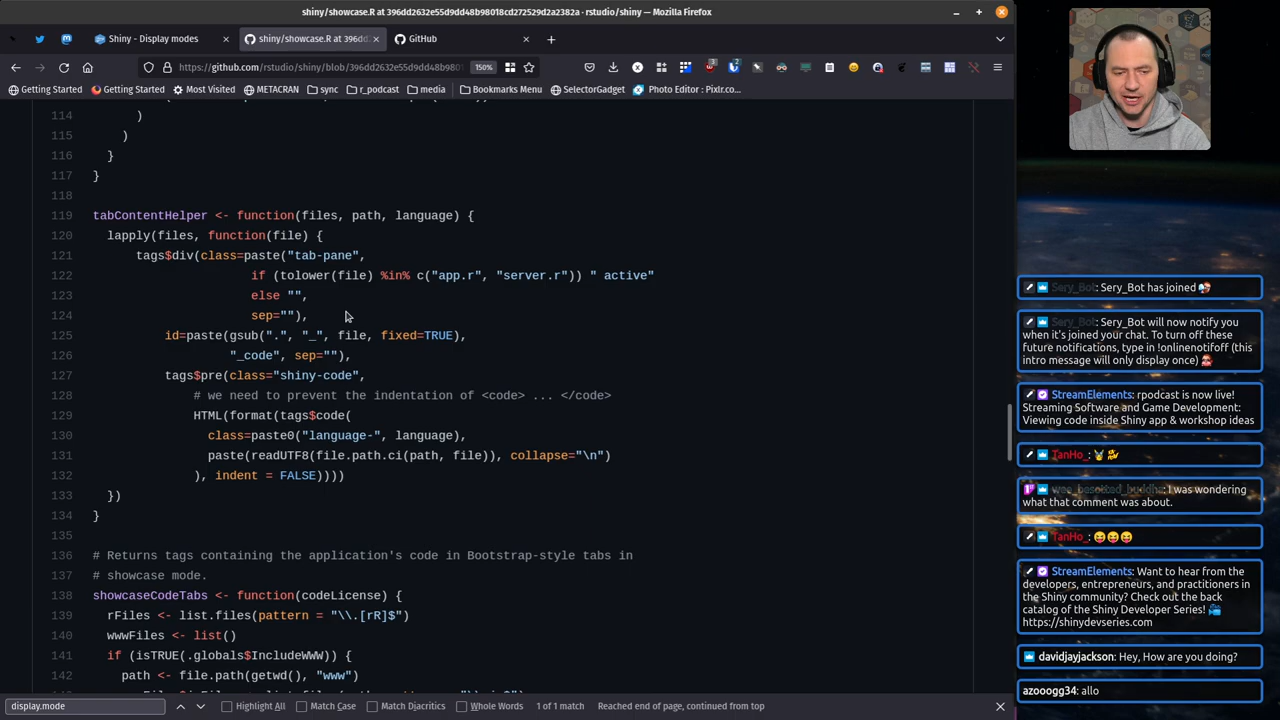 shiny/showcase.R at 396dd2632e55d9dd48b98018cd272529d2a2382a · rstudio/shiny — Mozilla Firefox
Shiny - Display modes
shiny/showcase.R at 396dd
GitHub
https://github.com/rstudio/shiny/blob/396dd2632e55d9dd48b9801
150%
Getting Started
Getting Started
Most Visited
METACRAN
sync
r_podcast
mcit
Bookmarks Menu
SelectorGadget
Photo Editor : Pixlr.co...
114 )
115 )
116 }
117 }
118
119 tabContentHelper <- function(files, path, language) {
120 lapply(files, function(file) {
121 tags$div(class=paste("tab-pane",
122 if (tolower(file) %in% c("app.r", "server.r")) " active"
123 else "",
124 sep=""),
125 id=paste(gsub(".", "_", file, fixed=TRUE),
126 "_code", sep=""),
127 tags$pre(class="shiny-code",
128 # we need to prevent the indentation of <code> ... </code>
129 HTML(format(tags$code(
130 class=paste0("language-", language),
131 paste(readUTF8(file.path.ci(path, file)), collapse="\n")
132 ), indent = FALSE))))
133 })
134 }
135
136 # Returns tags containing the application's code in Bootstrap-style tabs in
137 # showcase mode.
138 showcaseCodeTabs <- function(codeLicense) {
139 rFiles <- list.files(pattern = "\\.[rR]$")
140 wwwFiles <- list()
141 if (isTRUE(.globals$IncludeWWW)) {
142 path <- file.path(getwd(), "www")
display.mode
Highlight All
Match Case
Match Diacritics
Whole Words
1 of 1 match
Reached end of page, continued from top
Sery_Bot: Sery_Bot has joined
Sery_Bot: Sery_Bot will now notify you
when it's joined your chat. To turn off these
future notifications, type in !onlinenotifoff (this
intro message will only display once)
StreamElements: rpodcast is now live!
Streaming Software and Game Development:
Viewing code inside Shiny app & workshop ideas
TanHo_:
: I was wondering
what that comment was about.
TanHo_:
StreamElements: Want to hear from the
developers, entrepreneurs, and practitioners in
the Shiny community? Check out the back
catalog of the Shiny Developer Series!
https://shinydevseries.com
davidjayjackson: Hey, How are you doing?
azooogg34: allo